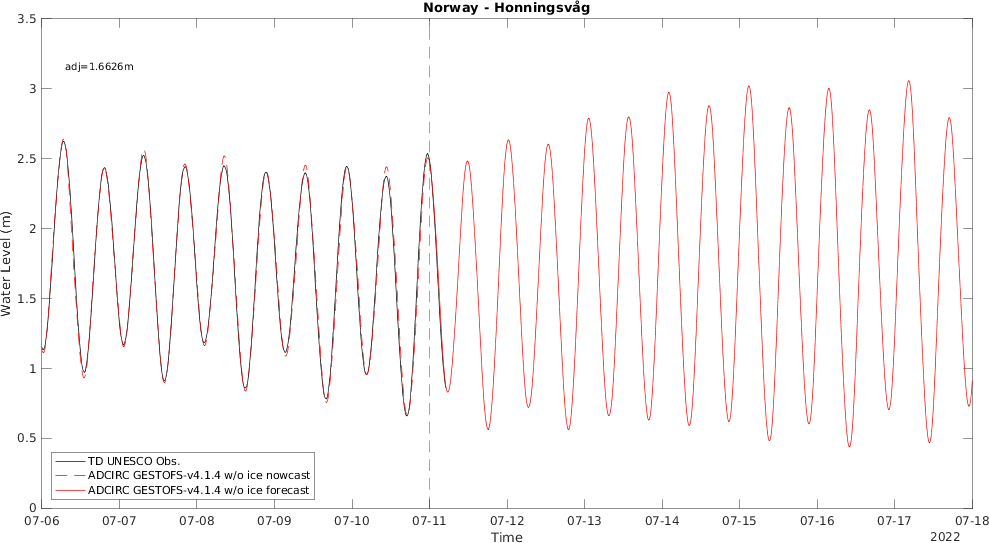 Norway - Honningsvåg
3.5
adj=1.6626m
3
2.5
2
Water Level (m)
1.5
1
0.5
TD UNESCO Obs.
ADCIRC GESTOFS-v4.1.4 w/o ice nowcast
ADCIRC GESTOFS-v4.1.4 w/o ice forecast
0
07-06 07-07 07-08 07-09 07-10 07-11 07-12 07-13 07-14 07-15 07-16 07-17 07-18
Time
2022